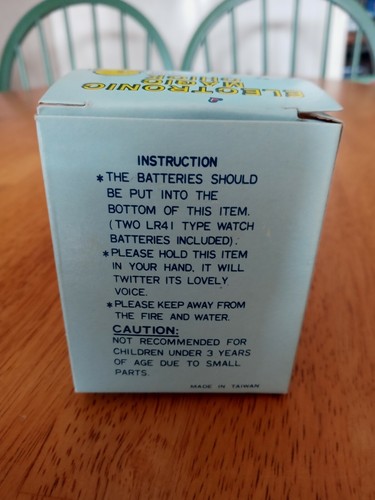 ELECTRONIC
MAGIC
INSTRUCTION
*THE BATTERIES SHOULD
BE PUT INTO THE
BOTTOM OF THIS ITEM.
(TWO LR41 TYPE WATCH
BATTERIES INCLUDED).
*PLEASE HOLD THIS ITEM
IN YOUR HAND, IT WILL
TWITTER ITS LOVELY
VOICE.
*PLEASE KEEP AWAY FROM
THE FIRE AND WATER.
CAUTION:
NOT RECOMMENDED FOR
CHILDREN UNDER 3 YEARS
OF AGE DUE TO SMALL
PARTS.
MADE IN TAIWAN